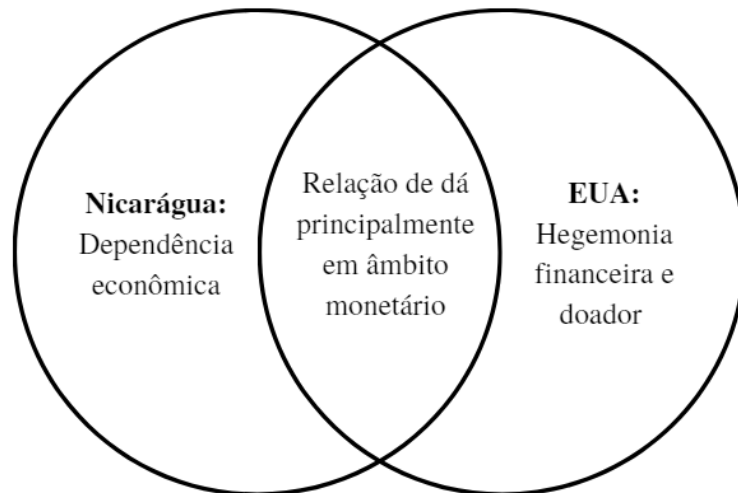 Nicarágua:
Dependência
econômica
Relação de dá
principalmente
em âmbito
monetário
EUA:
Hegemonia
financeira e
doador